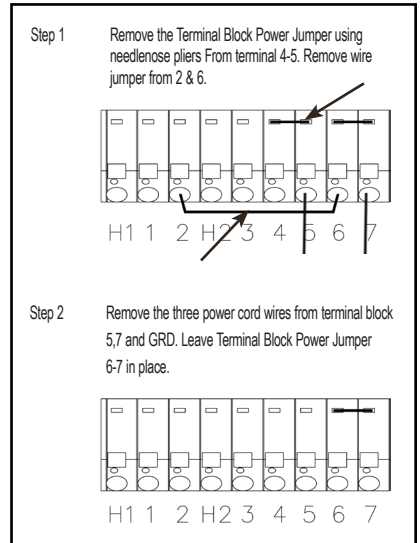 Step 1
Remove the Terminal Block Power Jumper using
needlenose pliers From terminal 4-5. Remove wire
jumper from 2 & 6.
H1 1 2 H2 3 4 5 6 7
Step 2
Remove the three power cord wires from terminal block
5,7 and GRD. Leave Terminal Block Power Jumper
6-7 in place.
H1 1 2 H2 3 4 5 6 7